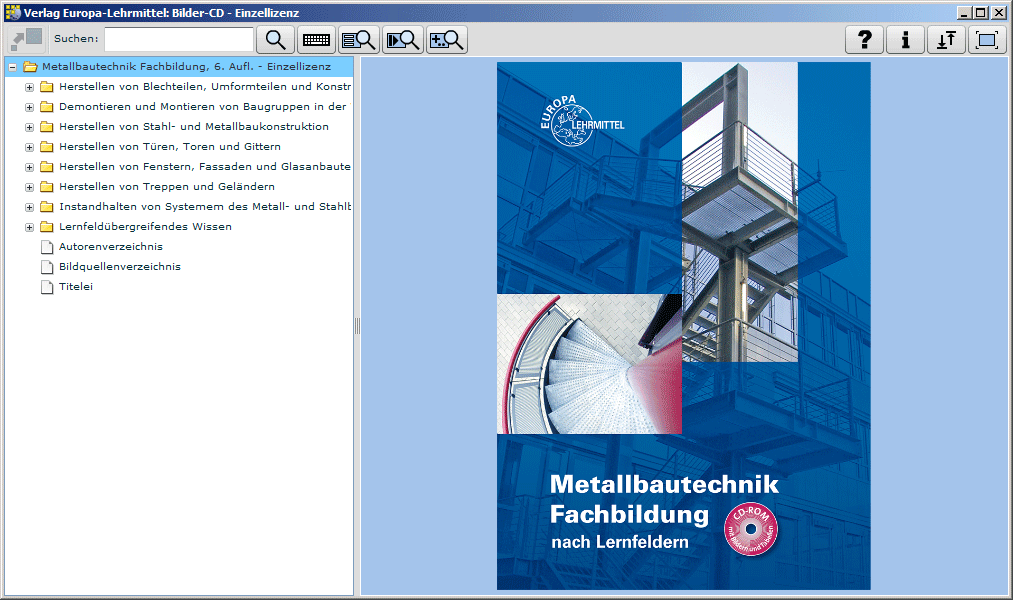 Verlag Europa-Lehrmittel: Bilder-CD - Einzellizenz
Suchen:
Metallbautechnik Fachbildung, 6. Aufl. - Einzellizenz
Herstellen von Blechteilen, Umformteilen und Konstr
Demontieren und Montieren von Baugruppen in der
Herstellen von Stahl- und Metallbaukonstruktion
Herstellen von Türen, Toren und Gittern
Herstellen von Fenstern, Fassaden und Glasanbaute
Herstellen von Treppen und Geländern
Instandhalten von Systemem des Metall- und Stahlb
Lernfeldübergreifendes Wissen
Autorenverzeichnis
Bildquellenverzeichnis
Titelei
EUROPA
LEHRMITTEL
Metallbautechnik
Fachbildung
nach Lernfeldern
CD-ROM
mit Bildern und Tabellen